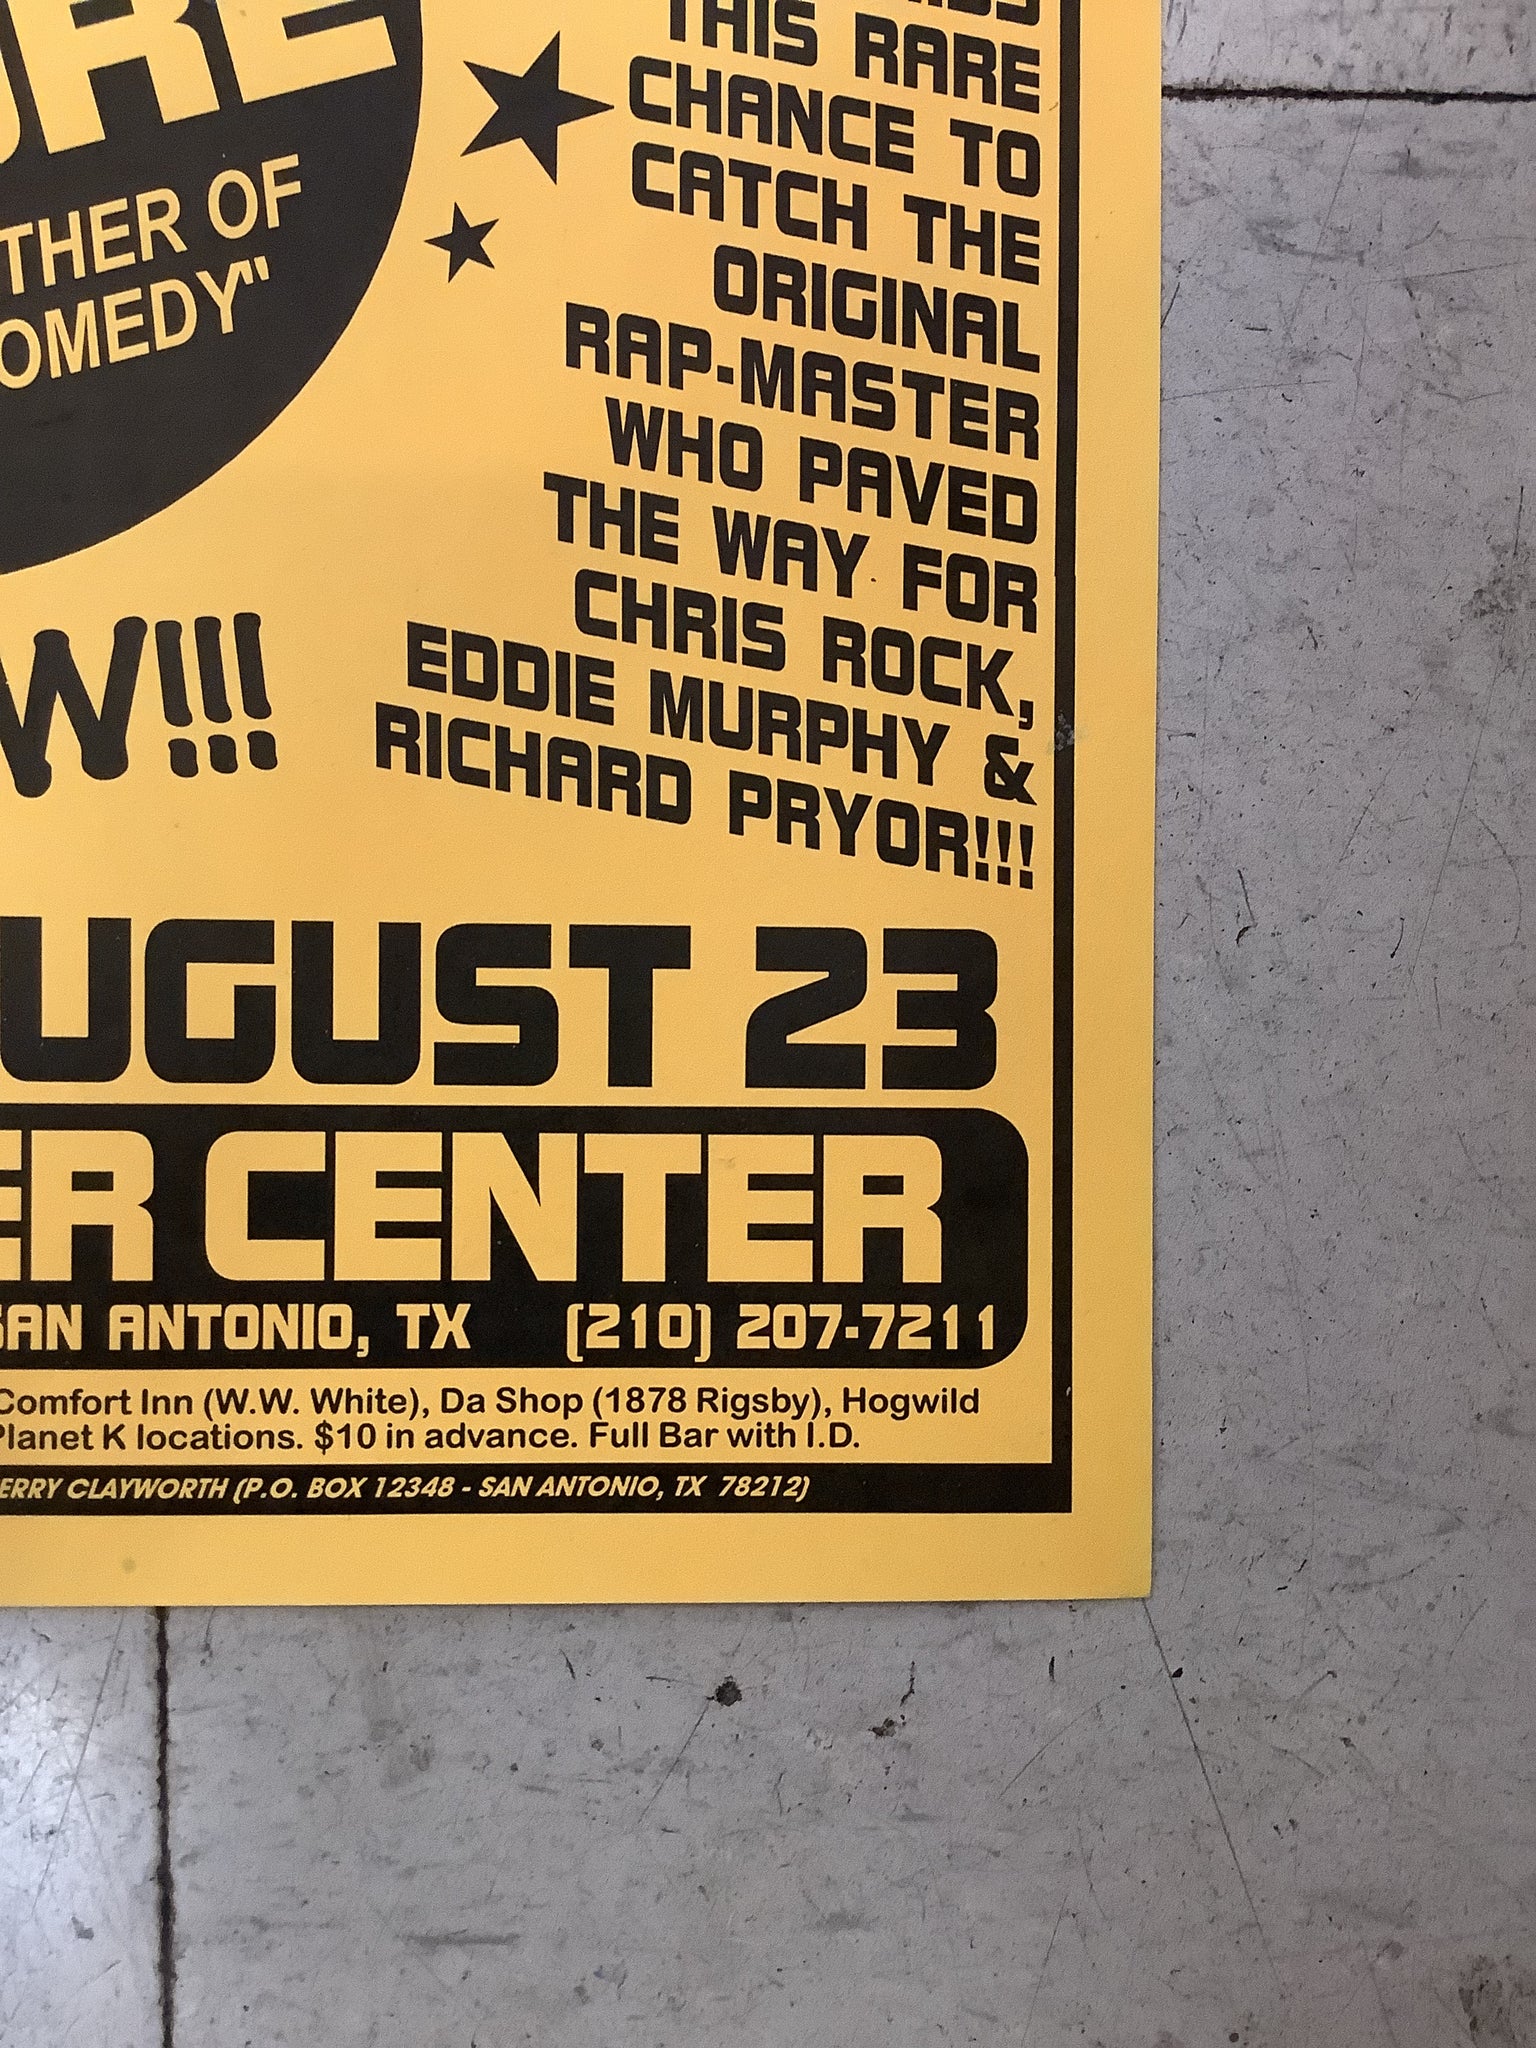 THIS RARE
CHANCE TO
CATCH THE
ORIGINAL
RAP-MASTER
WHO PAVED
THE WAY FOR
CHRIS ROCK,
EDDIE MURPHY &
RICHARD PRYOR!!!
THER OF
OMEDY"
W!!!
UGUST 23
ER CENTER
SAN ANTONIO, TX (210) 207-7211
Comfort Inn (W.W. White), Da Shop (1878 Rigsby), Hogwild
Planet K locations. $10 in advance. Full Bar with I.D.
ERRY CLAYWORTH (P.O. BOX 12348 - SAN ANTONIO, TX 78212)